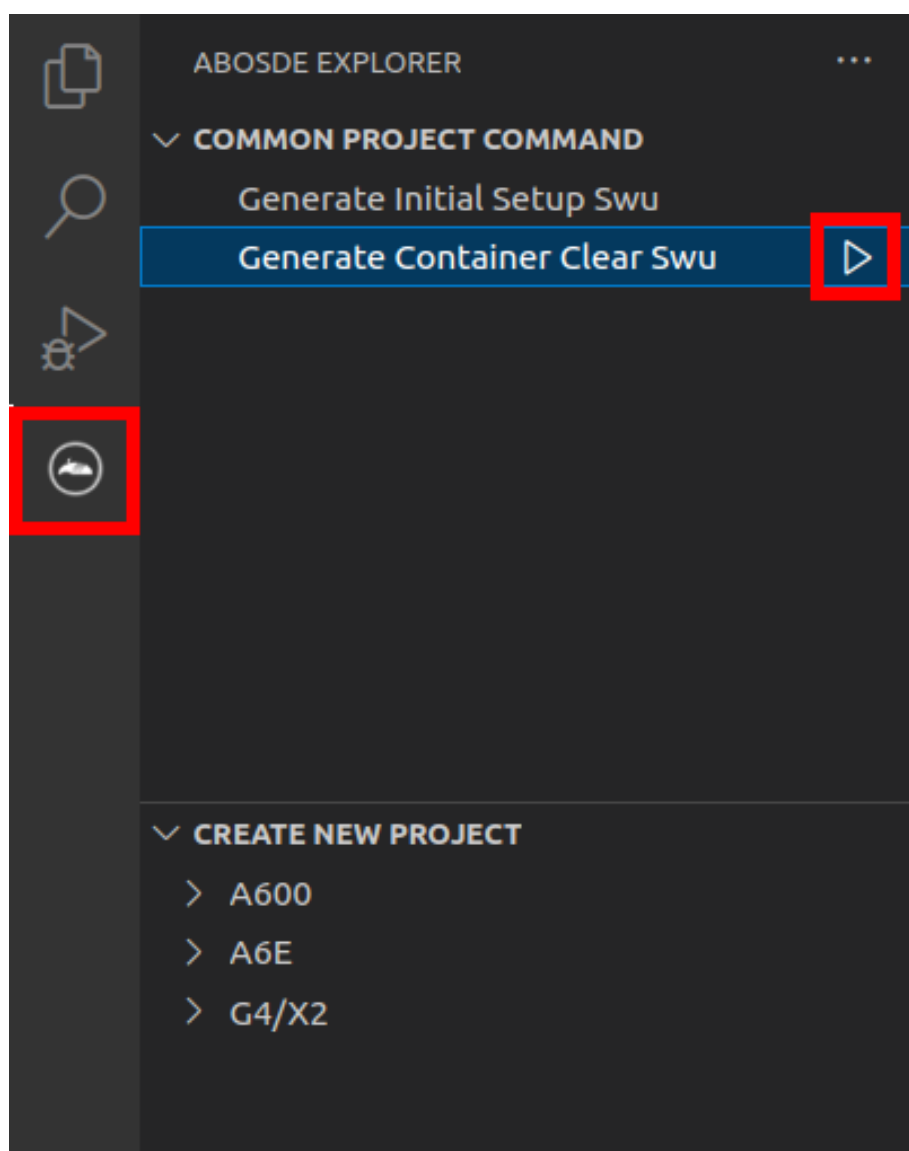 ABOSDE EXPLORER
COMMON PROJECT COMMAND
Generate Initial Setup Swu
Generate Container Clear Swu
CREATE NEW PROJECT
A600
A6E
G4/X2